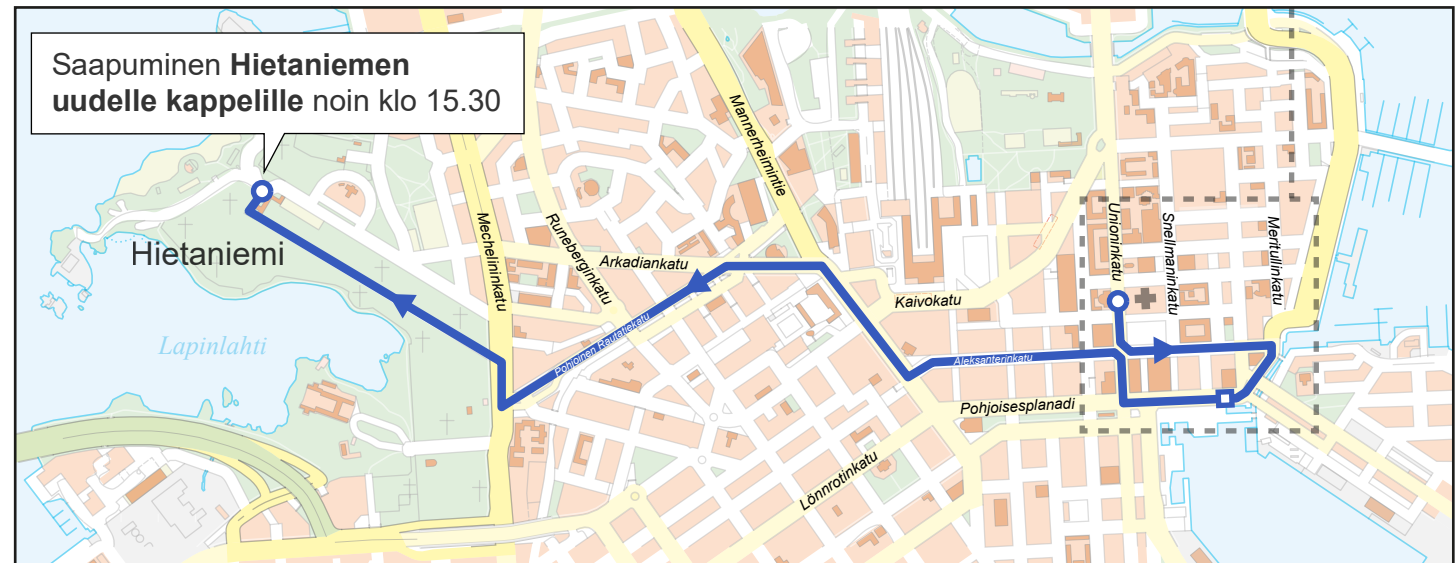 Saapuminen Hietaniemen
uudelle kappelille noin klo 15.30
Hietaniemi
Lapinlahti
Mechelininkatu
Runeberginkatu
Arkadiankatu
Pohjoinen Rautatiekatu
Mannerheimintie
Kaivokatu
Aleksanterinkatu
Pohjoisesplanadi
Lönnrotinkatu
Unioninkatu
Snellmaninkatu
Meritullinkatu